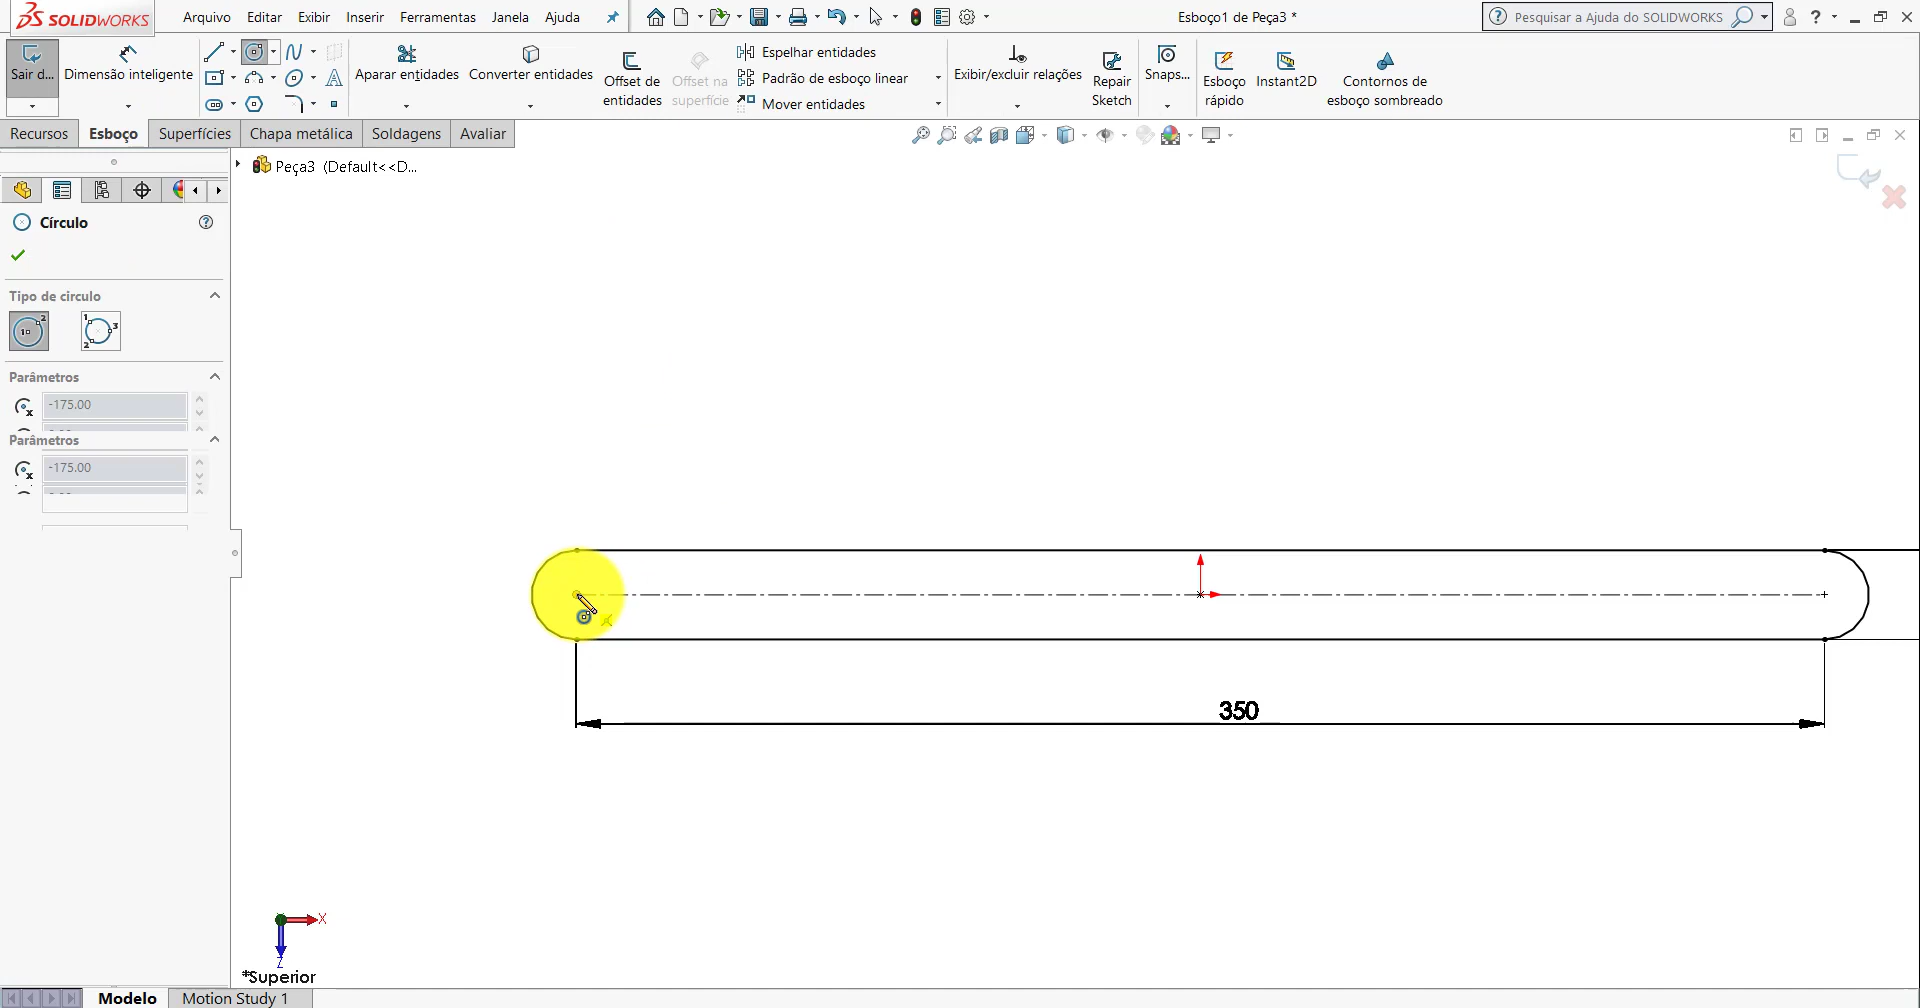 SOLIDWORKS
Arquivo Editar Exibir Inserir Ferramentas Janela Ajuda
Esboço1 de Peça3 *
Pesquisar a Ajuda do SOLIDWORKS
Sair d...
Dimensão inteligente
Aparar entidades
Converter entidades
Offset de entidades
Offset na superfície
Espelhar entidades
Padrão de esboço linear
Mover entidades
Exibir/excluir relações
Repair Sketch
Snaps...
Esboço rápido
Instant2D
Contornos de esboço sombreado
Recursos Esboço Superfícies Chapa metálica Soldagens Avaliar
Peça3 (Default<<D...
Círculo
Tipo de circulo
Parâmetros
-175.00
Parâmetros
-175.00
350
X
Z
*Superior
Modelo Motion Study 1